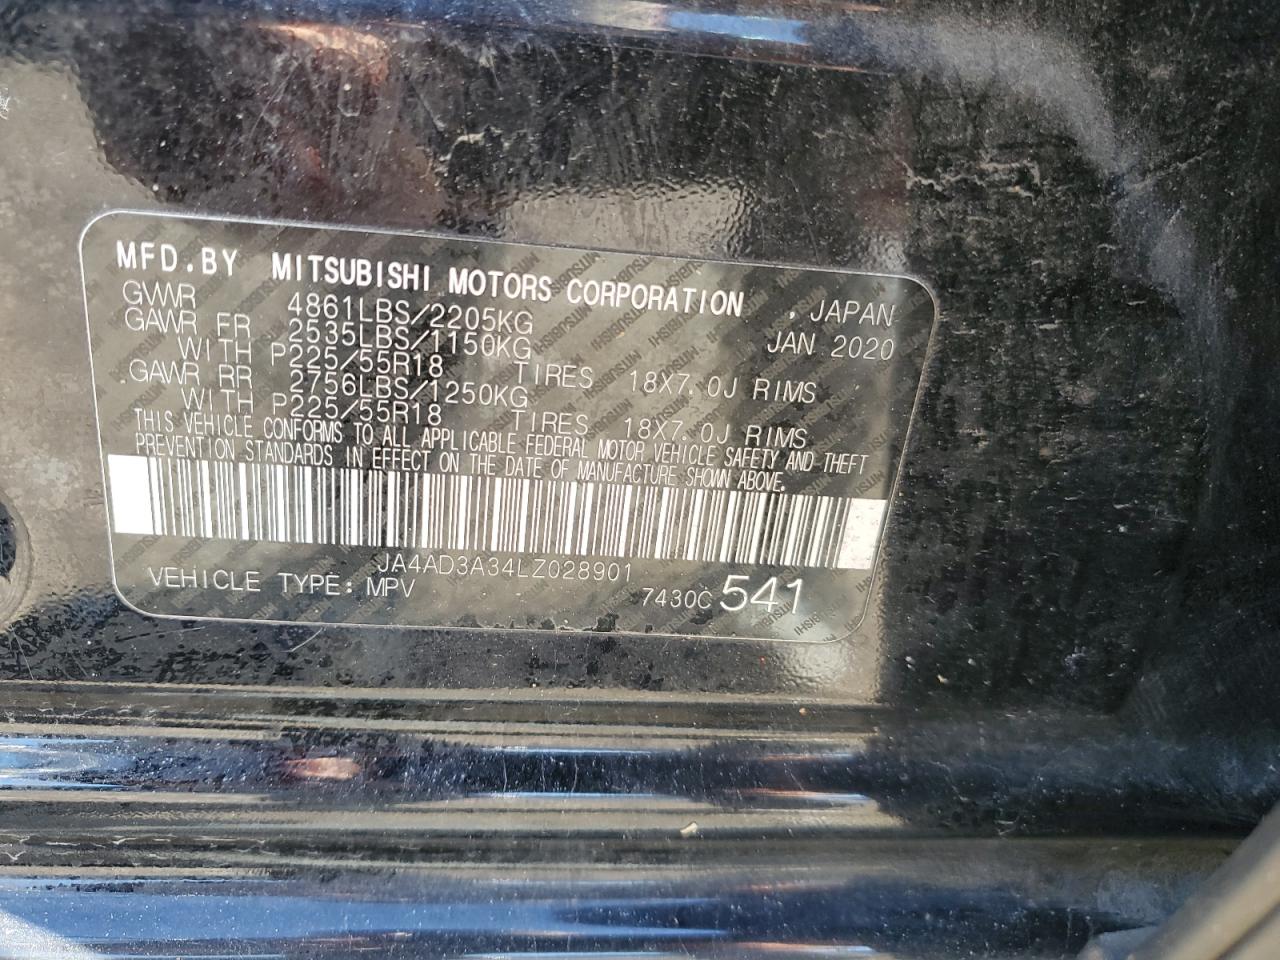 MFD.BY MITSUBISHI MOTORS CORPORATION , JAPAN
GVWR 4861LBS/2205KG JAN 2020
GAWR FR 2535LBS/1150KG
WITH P225/55R18 TIRES 18X7.0J RIMS
GAWR RR 2756LBS/1250KG
WITH P225/55R18 TIRES 18X7.0J RIMS
THIS VEHICLE CONFORMS TO ALL APPLICABLE FEDERAL MOTOR VEHICLE SAFETY AND THEFT
PREVENTION STANDARDS IN EFFECT ON THE DATE OF MANUFACTURE SHOWN ABOVE.
JA4AD3A34LZ028901
VEHICLE TYPE: MPV 7430C 541